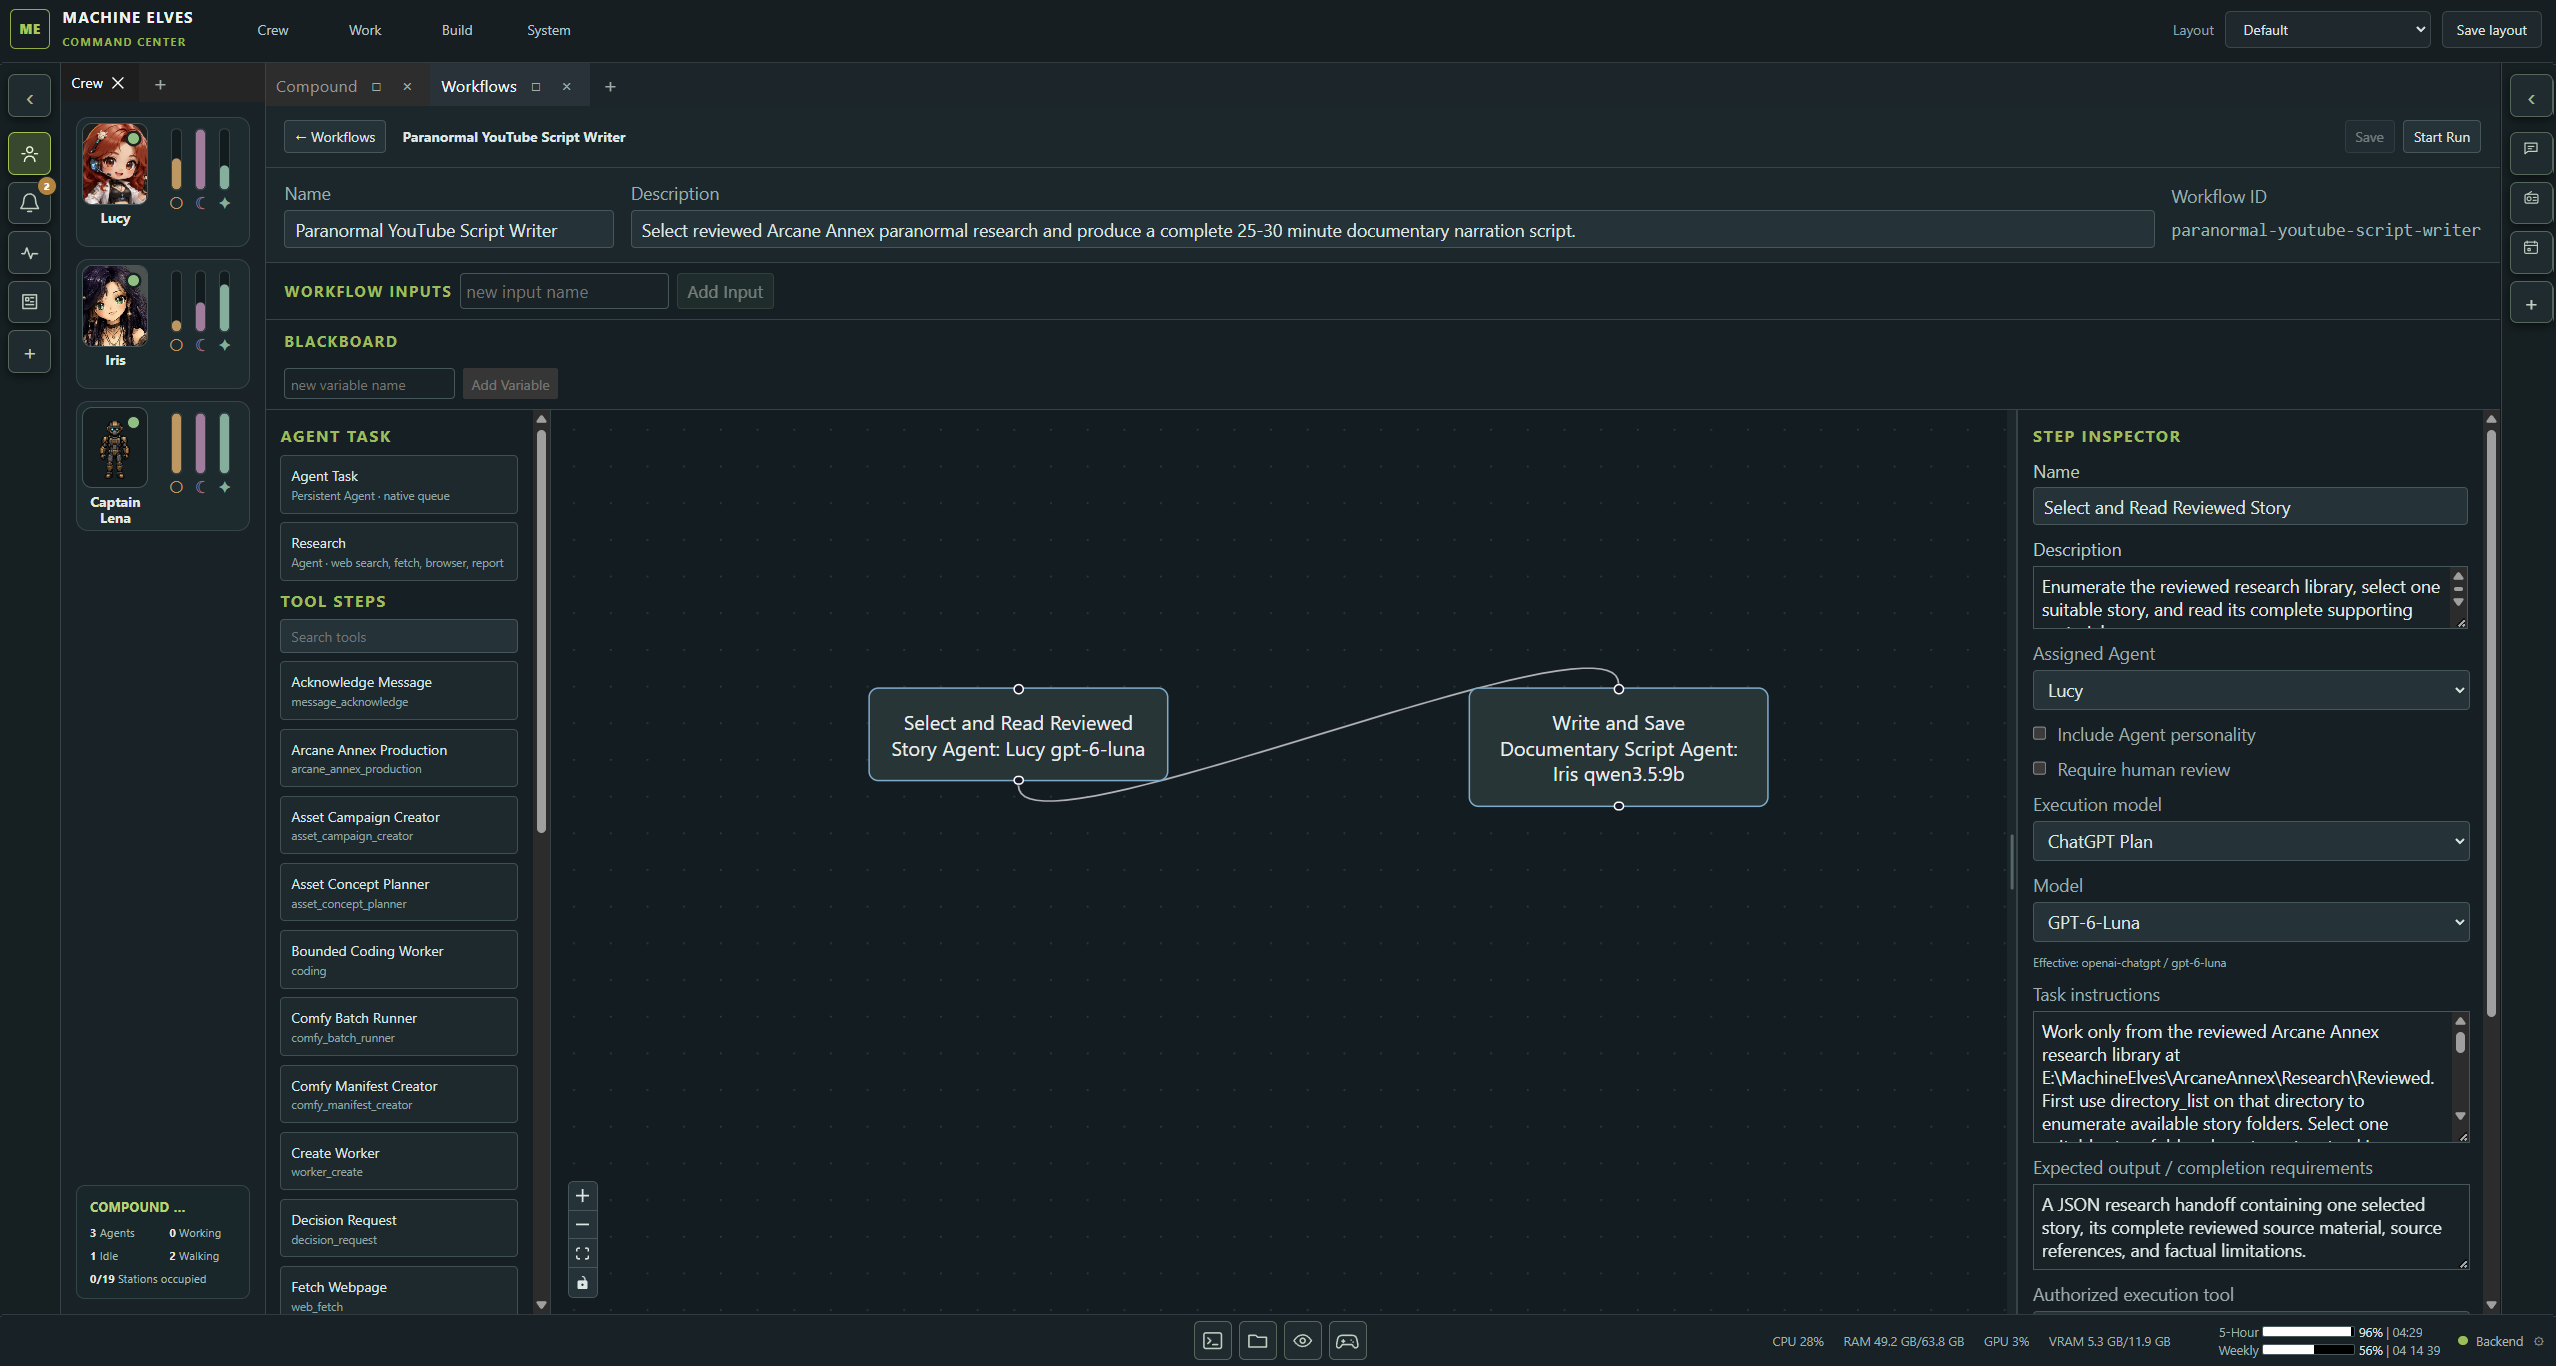 ME
MACHINE ELVES
COMMAND CENTER
Crew
Work
Build
System
Layout
Default
Save layout
Crew
Compound
Workflows
2
← Workflows
Paranormal YouTube Script Writer
Save
Start Run
Name
Description
Workflow ID
Paranormal YouTube Script Writer
Select reviewed Arcane Annex paranormal research and produce a complete 25-30 minute documentary narration script.
paranormal-youtube-script-writer
WORKFLOW INPUTS
new input name
Add Input
BLACKBOARD
new variable name
Add Variable
Lucy
Iris
Captain
Lena
COMPOUND ...
3 Agents
0 Working
1 Idle
2 Walking
0/19 Stations occupied
AGENT TASK
Agent Task
Persistent Agent · native queue
Research
Agent · web search, fetch, browser, report
TOOL STEPS
Search tools
Acknowledge Message
message_acknowledge
Arcane Annex Production
arcane_annex_production
Asset Campaign Creator
asset_campaign_creator
Asset Concept Planner
asset_concept_planner
Bounded Coding Worker
coding
Comfy Batch Runner
comfy_batch_runner
Comfy Manifest Creator
comfy_manifest_creator
Create Worker
worker_create
Decision Request
decision_request
Fetch Webpage
web_fetch
Select and Read Reviewed
Story Agent: Lucy gpt-6-luna
Write and Save
Documentary Script Agent:
Iris qwen3.5:9b
STEP INSPECTOR
Name
Select and Read Reviewed Story
Description
Enumerate the reviewed research library, select one
suitable story, and read its complete supporting
Assigned Agent
Lucy
Include Agent personality
Require human review
Execution model
ChatGPT Plan
Model
GPT-6-Luna
Effective: openai-chatgpt / gpt-6-luna
Task instructions
Work only from the reviewed Arcane Annex
research library at
E:\MachineElves\ArcaneAnnex\Research\Reviewed.
First use directory_list on that directory to
enumerate available story folders. Select one
Expected output / completion requirements
A JSON research handoff containing one selected
story, its complete reviewed source material, source
references, and factual limitations.
Authorized execution tool
CPU 28%
RAM 49.2 GB/63.8 GB
GPU 3%
VRAM 5.3 GB/11.9 GB
5-Hour 96% | 04:29
Weekly 56% | 04 14 39
Backend